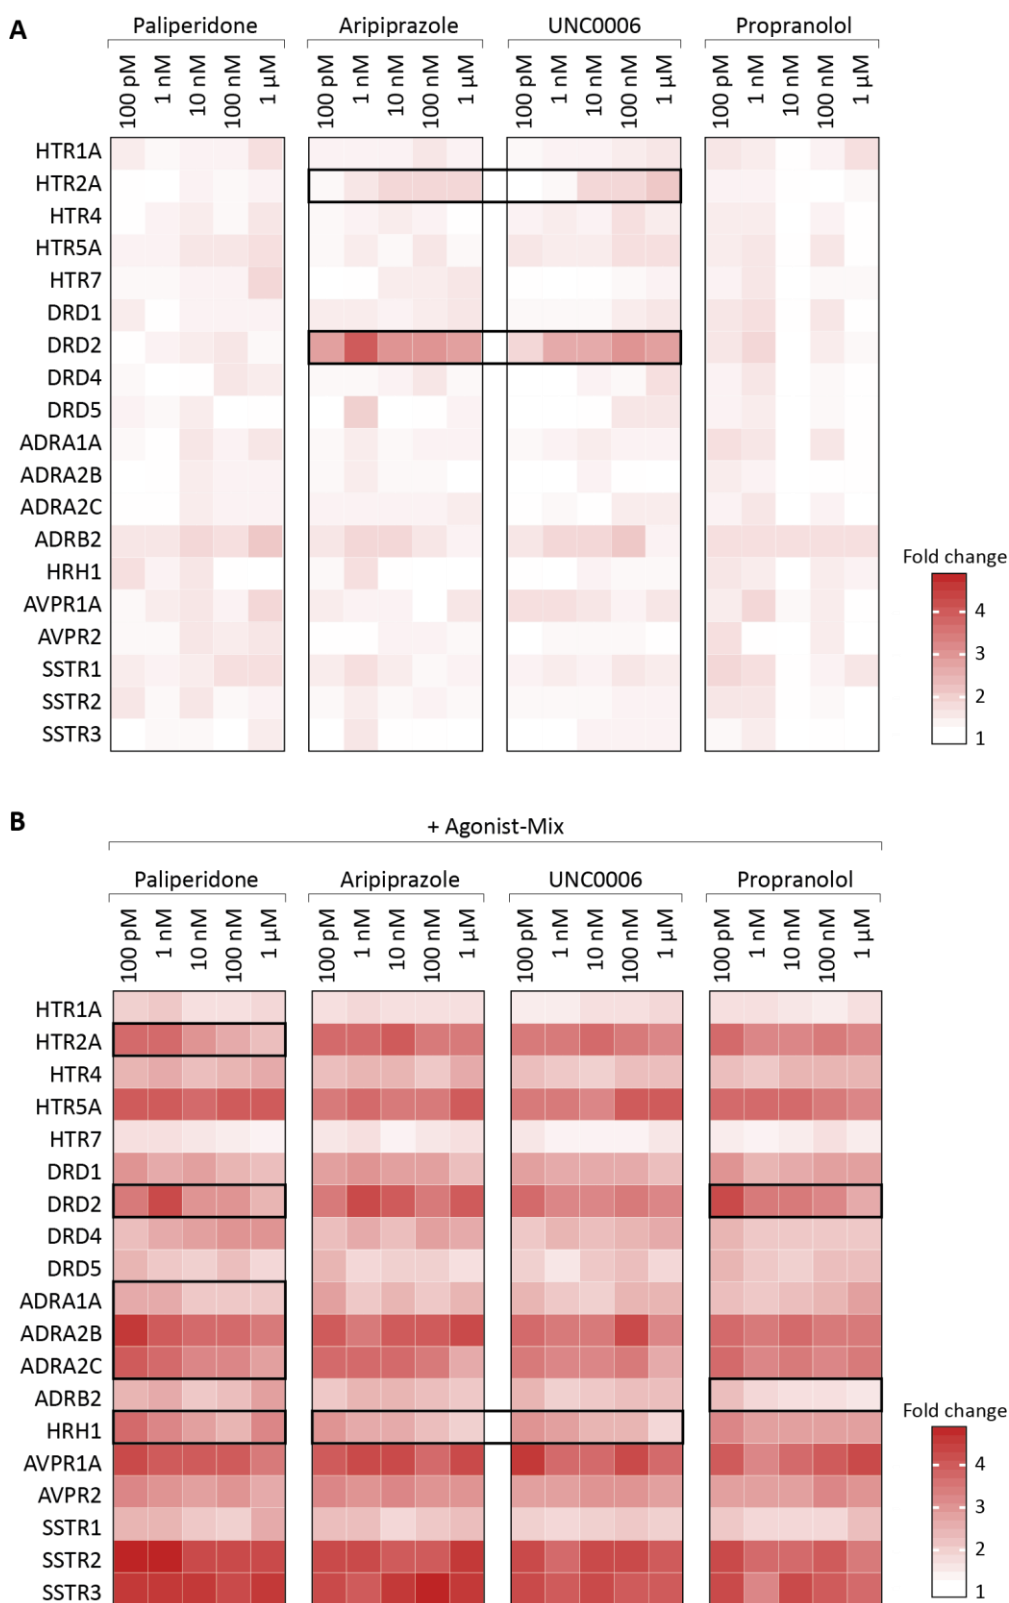 A
Paliperidone Aripiprazole UNC0006 Propranolol
100 pM 1 nM 10 nM 100 nM 1 µM 100 pM 1 nM 10 nM 100 nM 1 µM 100 pM 1 nM 10 nM 100 nM 1 µM 100 pM 1 nM 10 nM 100 nM 1 µM
HTR1A
HTR2A
HTR4
HTR5A
HTR7
DRD1
DRD2
DRD4
DRD5
ADRA1A
ADRA2B
ADRA2C
ADRB2
HRH1
AVPR1A
AVPR2
SSTR1
SSTR2
SSTR3
Fold change
4
3
2
1
B
+ Agonist-Mix
Paliperidone Aripiprazole UNC0006 Propranolol
100 pM 1 nM 10 nM 100 nM 1 µM 100 pM 1 nM 10 nM 100 nM 1 µM 100 pM 1 nM 10 nM 100 nM 1 µM 100 pM 1 nM 10 nM 100 nM 1 µM
HTR1A
HTR2A
HTR4
HTR5A
HTR7
DRD1
DRD2
DRD4
DRD5
ADRA1A
ADRA2B
ADRA2C
ADRB2
HRH1
AVPR1A
AVPR2
SSTR1
SSTR2
SSTR3
Fold change
4
3
2
1